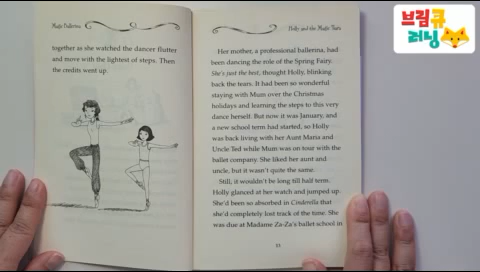 Magic Ballerina
together as she watched the dancer flutter
and move with the lightest of steps. Then
the credits went up.
Holly and the Magic Tiara
Her mother, a professional ballerina, had
been dancing the role of the Spring Fairy.
She's just the best, thought Holly, blinking
back the tears. It had been so wonderful
staying with Mum over the Christmas
holidays and learning the steps to this very
dance herself. But now it was January, and
a new school term had started, so Holly
was back living with her Aunt Maria and
Uncle Ted while Mum was on tour with the
ballet company. She liked her aunt and
uncle, but it wasn't quite the same.
Still, it wouldn't be long till half term.
Holly glanced at her watch and jumped up.
She'd been so absorbed in Cinderella that
she'd completely lost track of the time. She
was due at Madame Za-Za's ballet school in
브림큐
러닝